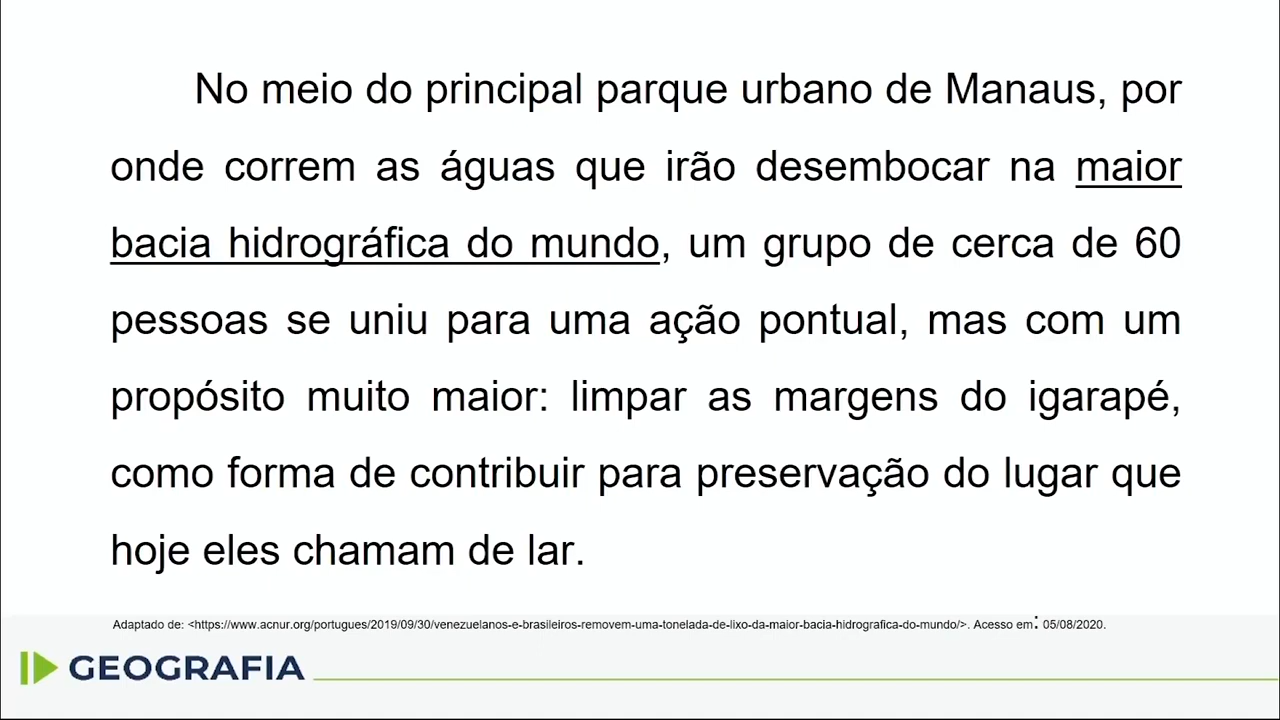 No meio do principal parque urbano de Manaus, por
onde correm as águas que irão desembocar na maior
bacia hidrográfica do mundo, um grupo de cerca de 60
pessoas se uniu para uma ação pontual, mas com um
propósito muito maior: limpar as margens do igarapé,
como forma de contribuir para preservação do lugar que
hoje eles chamam de lar.
Adaptado de: <https://www.acnur.org/portugues/2019/09/30/venezuelanos-e-brasileiros-removem-uma-tonelada-de-lixo-da-maior-bacia-hidrografica-do-mundo/>. Acesso em: 05/08/2020.
GEOGRAFIA